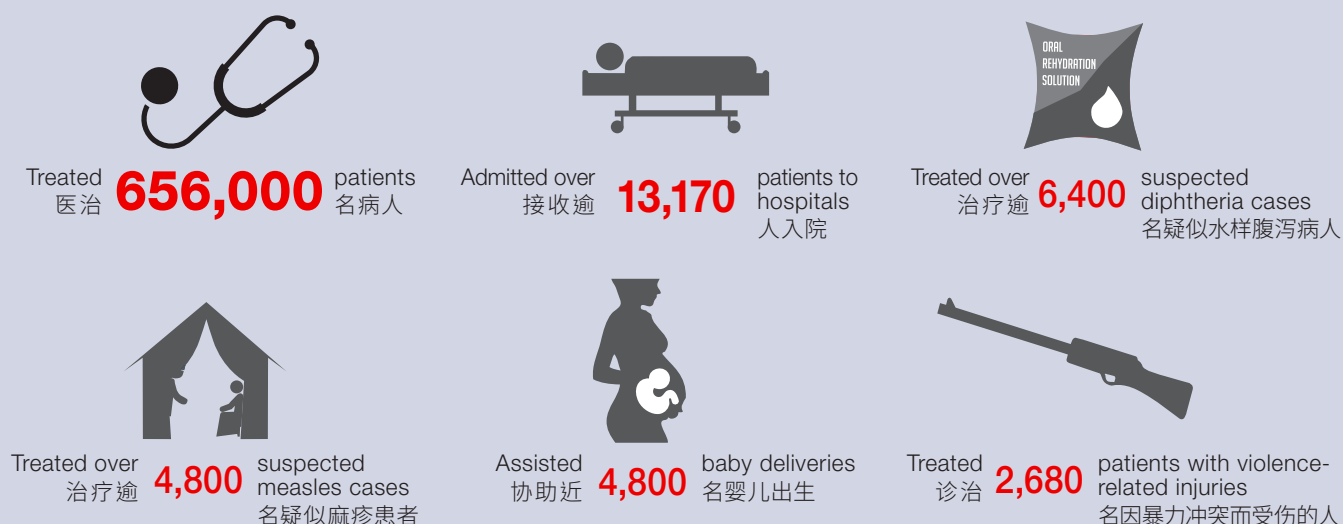 ORAL
REHYDRATION
SOLUTION
Treated
医治
656,000
patients
名病人
Admitted over
接收逾
13,170
patients to
hospitals
人入院
Treated over
治疗逾
6,400
suspected
diphtheria cases
名疑似水样腹泻病人
Treated over
治疗逾
4,800
suspected
measles cases
名疑似麻疹患者
Assisted
协助近
4,800
baby deliveries
名婴儿出生
Treated
诊治
2,680
patients with violence-
related injuries
名因暴力冲突而受伤的人